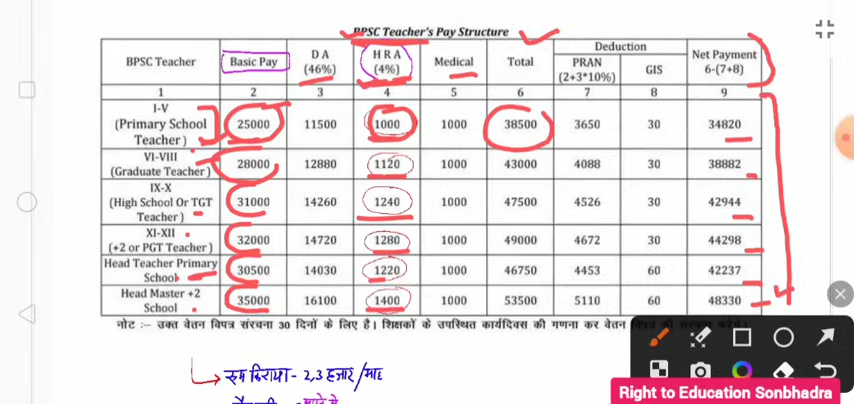 BPSC Teacher's Pay Structure
BPSC Teacher Basic Pay D A (46%) H R A (4%) Medical Total Deduction PRAN (2+3*10%) GIS Net Payment 6-(7+8)
1 2 3 4 5 6 7 8 9
I-V (Primary School Teacher) 25000 11500 1000 1000 38500 3650 30 34820
VI-VIII (Graduate Teacher) 28000 12880 1120 1000 43000 4088 30 38882
IX-X (High School Or TGT Teacher) 31000 14260 1240 1000 47500 4526 30 42944
XI-XII (+2 or PGT Teacher) 32000 14720 1280 1000 49000 4672 30 44298
Head Teacher Primary School 30500 14030 1220 1000 46750 4453 60 42237
Head Master +2 School 35000 16100 1400 1000 53500 5110 60 48330
नोट :– उक्त वेतन विपत्र संरचना 30 दिनों के लिए है। शिक्षकों के उपस्थित कार्यदिवस की गणना कर वेतन विपत्र की
रुम किराया - 2,3 हजार/माह
Right to Education Sonbhadra